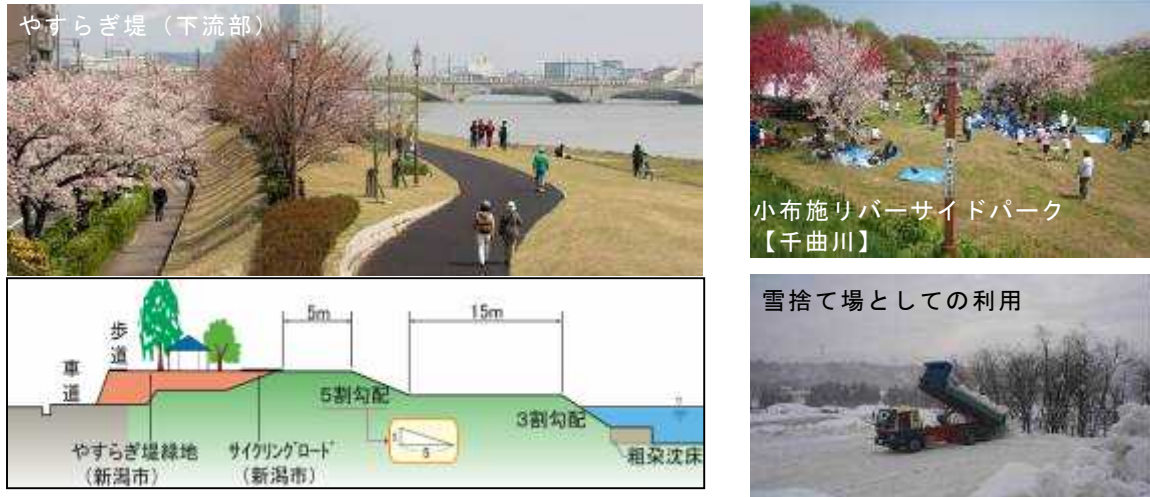 やすらぎ堤（下流部）
小布施リバーサイドパーク
【千曲川】
雪捨て場としての利用
5m
15m
歩道
車道
5割勾配
3割勾配
5
やすらぎ堤緑地
（新潟市）
サイクリングロード
（新潟市）
粗朶沈床